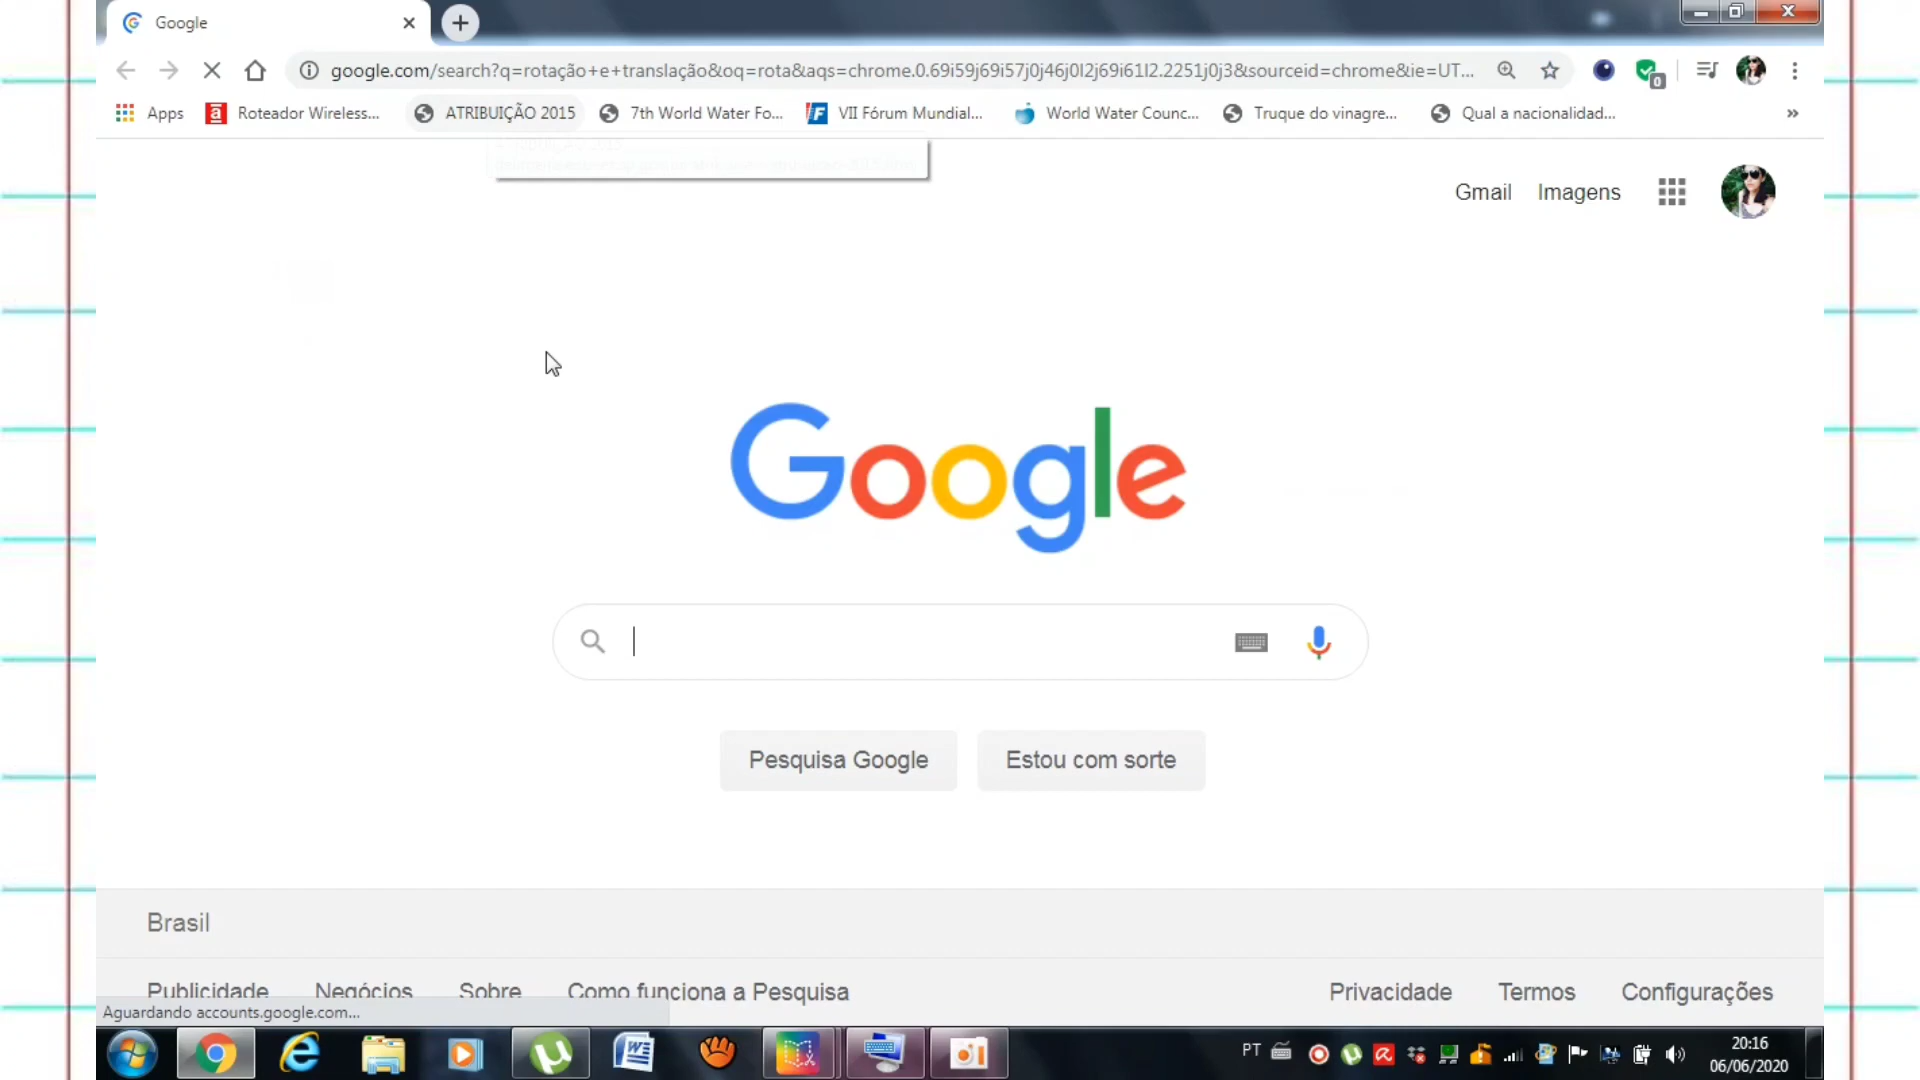 Google
google.com/search?q=rotação+e+translação&oq=rota&aqs=chrome.0.69i59j69i57j0j46j0l2j69i61l2.2251j0j3&sourceid=chrome&ie=UT...
0
Apps Roteador Wireless... ATRIBUIÇÃO 2015 7th World Water Fo... VII Fórum Mundial... World Water Counc... Truque do vinagre... Qual a nacionalidad... »
Gmail Imagens
Google
Pesquisa Google Estou com sorte
Brasil
Publicidade Negócios Sobre Como funciona a Pesquisa Privacidade Termos Configurações
Aguardando accounts.google.com...
PT 20:16
06/06/2020